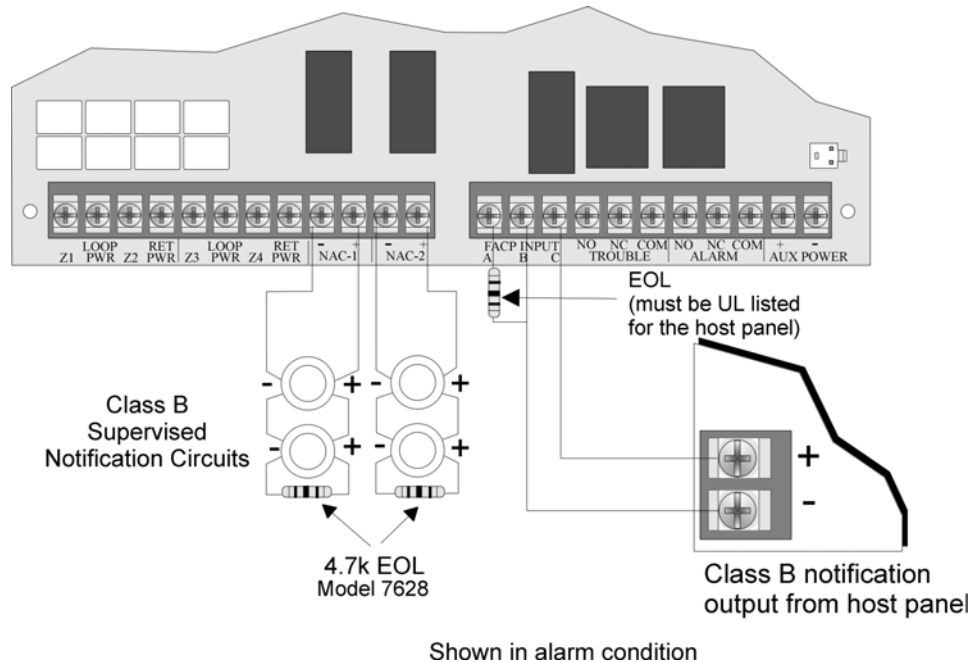 LOOP RET LOOP RET - + - + FACP INPUT NO NC COM NO NC COM + -
Z1 PWR Z2 PWR Z3 PWR Z4 PWR NAC-1 NAC-2 A B C TROUBLE ALARM AUX POWER
EOL
(must be UL listed
for the host panel)
- + - +
- + - +
Class B
Supervised
Notification Circuits
+
-
4.7k EOL
Model 7628
Class B notification
output from host panel
Shown in alarm condition